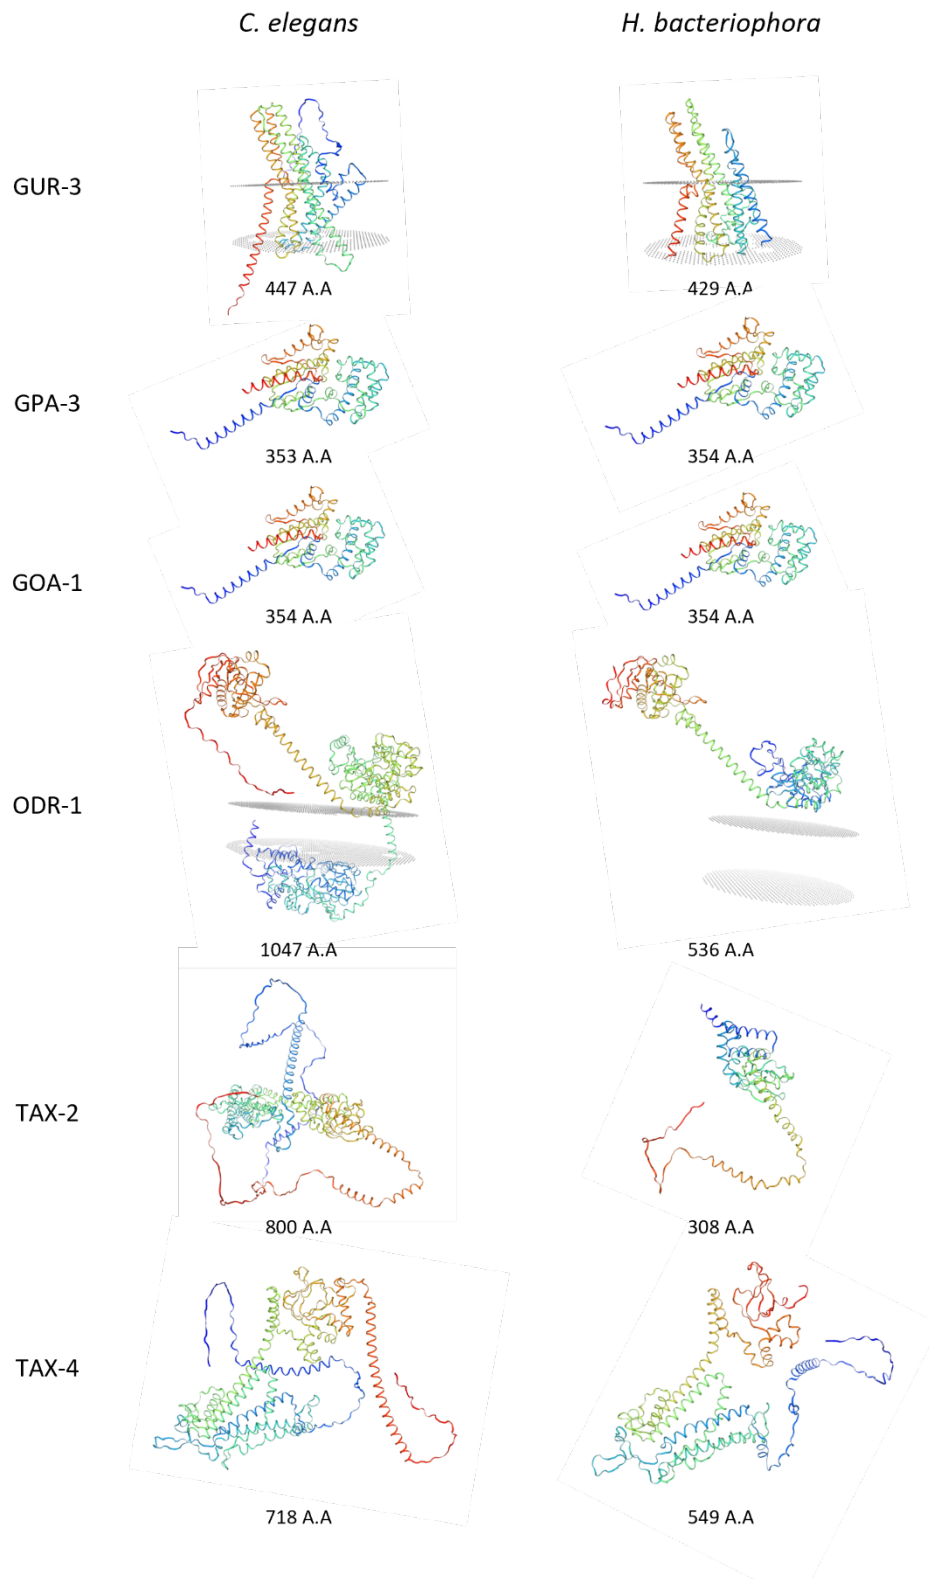 C. elegans H. bacteriophora
GUR-3
447 A.A 429 A.A
GPA-3
353 A.A 354 A.A
GOA-1
354 A.A 354 A.A
ODR-1
1047 A.A 536 A.A
TAX-2
800 A.A 308 A.A
TAX-4
718 A.A 549 A.A